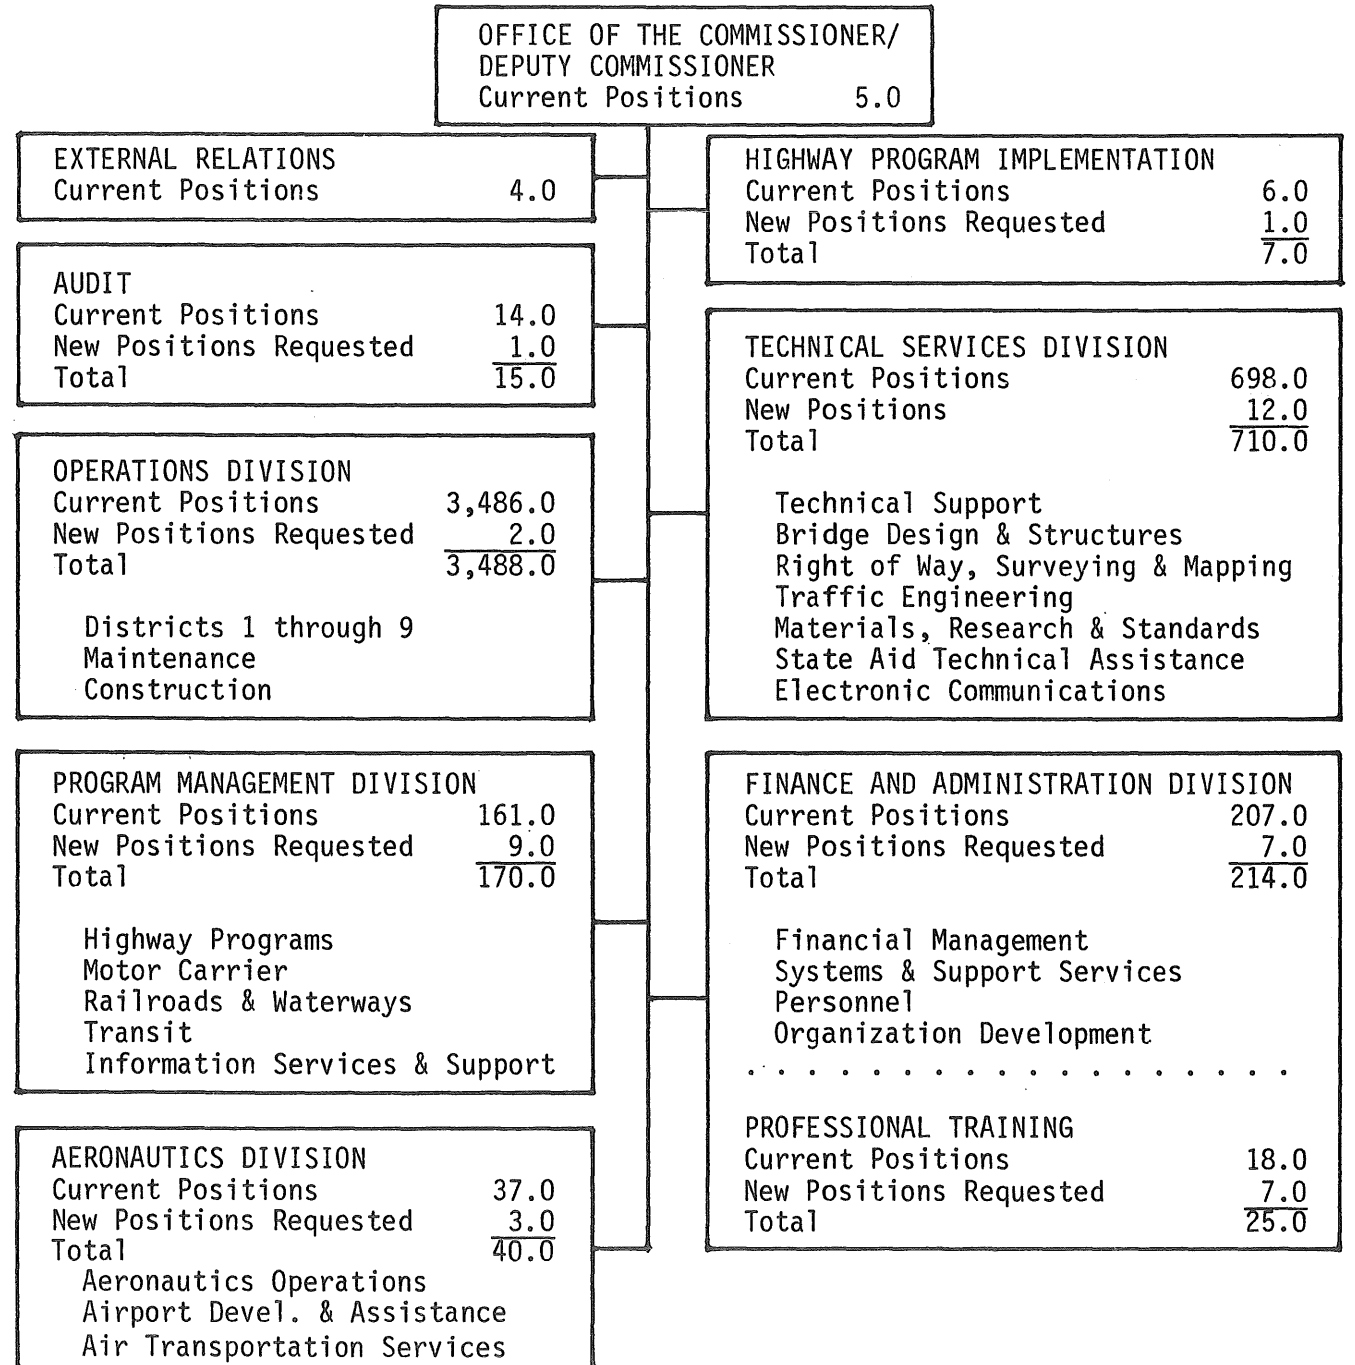 OFFICE OF THE COMMISSIONER/
DEPUTY COMMISSIONER
Current Positions 5.0
EXTERNAL RELATIONS
Current Positions 4.0
HIGHWAY PROGRAM IMPLEMENTATION
Current Positions 6.0
New Positions Requested 1.0
Total 7.0
AUDIT
Current Positions 14.0
New Positions Requested 1.0
Total 15.0
TECHNICAL SERVICES DIVISION
Current Positions 698.0
New Positions 12.0
Total 710.0
Technical Support
Bridge Design & Structures
Right of Way, Surveying & Mapping
Traffic Engineering
Materials, Research & Standards
State Aid Technical Assistance
Electronic Communications
OPERATIONS DIVISION
Current Positions 3,486.0
New Positions Requested 2.0
Total 3,488.0
Districts 1 through 9
Maintenance
Construction
PROGRAM MANAGEMENT DIVISION
Current Positions 161.0
New Positions Requested 9.0
Total 170.0
Highway Programs
Motor Carrier
Railroads & Waterways
Transit
Information Services & Support
FINANCE AND ADMINISTRATION DIVISION
Current Positions 207.0
New Positions Requested 7.0
Total 214.0
Financial Management
Systems & Support Services
Personnel
Organization Development
. . . . . . . . . . . . . . . . . .
PROFESSIONAL TRAINING
Current Positions 18.0
New Positions Requested 7.0
Total 25.0
AERONAUTICS DIVISION
Current Positions 37.0
New Positions Requested 3.0
Total 40.0
Aeronautics Operations
Airport Devel. & Assistance
Air Transportation Services